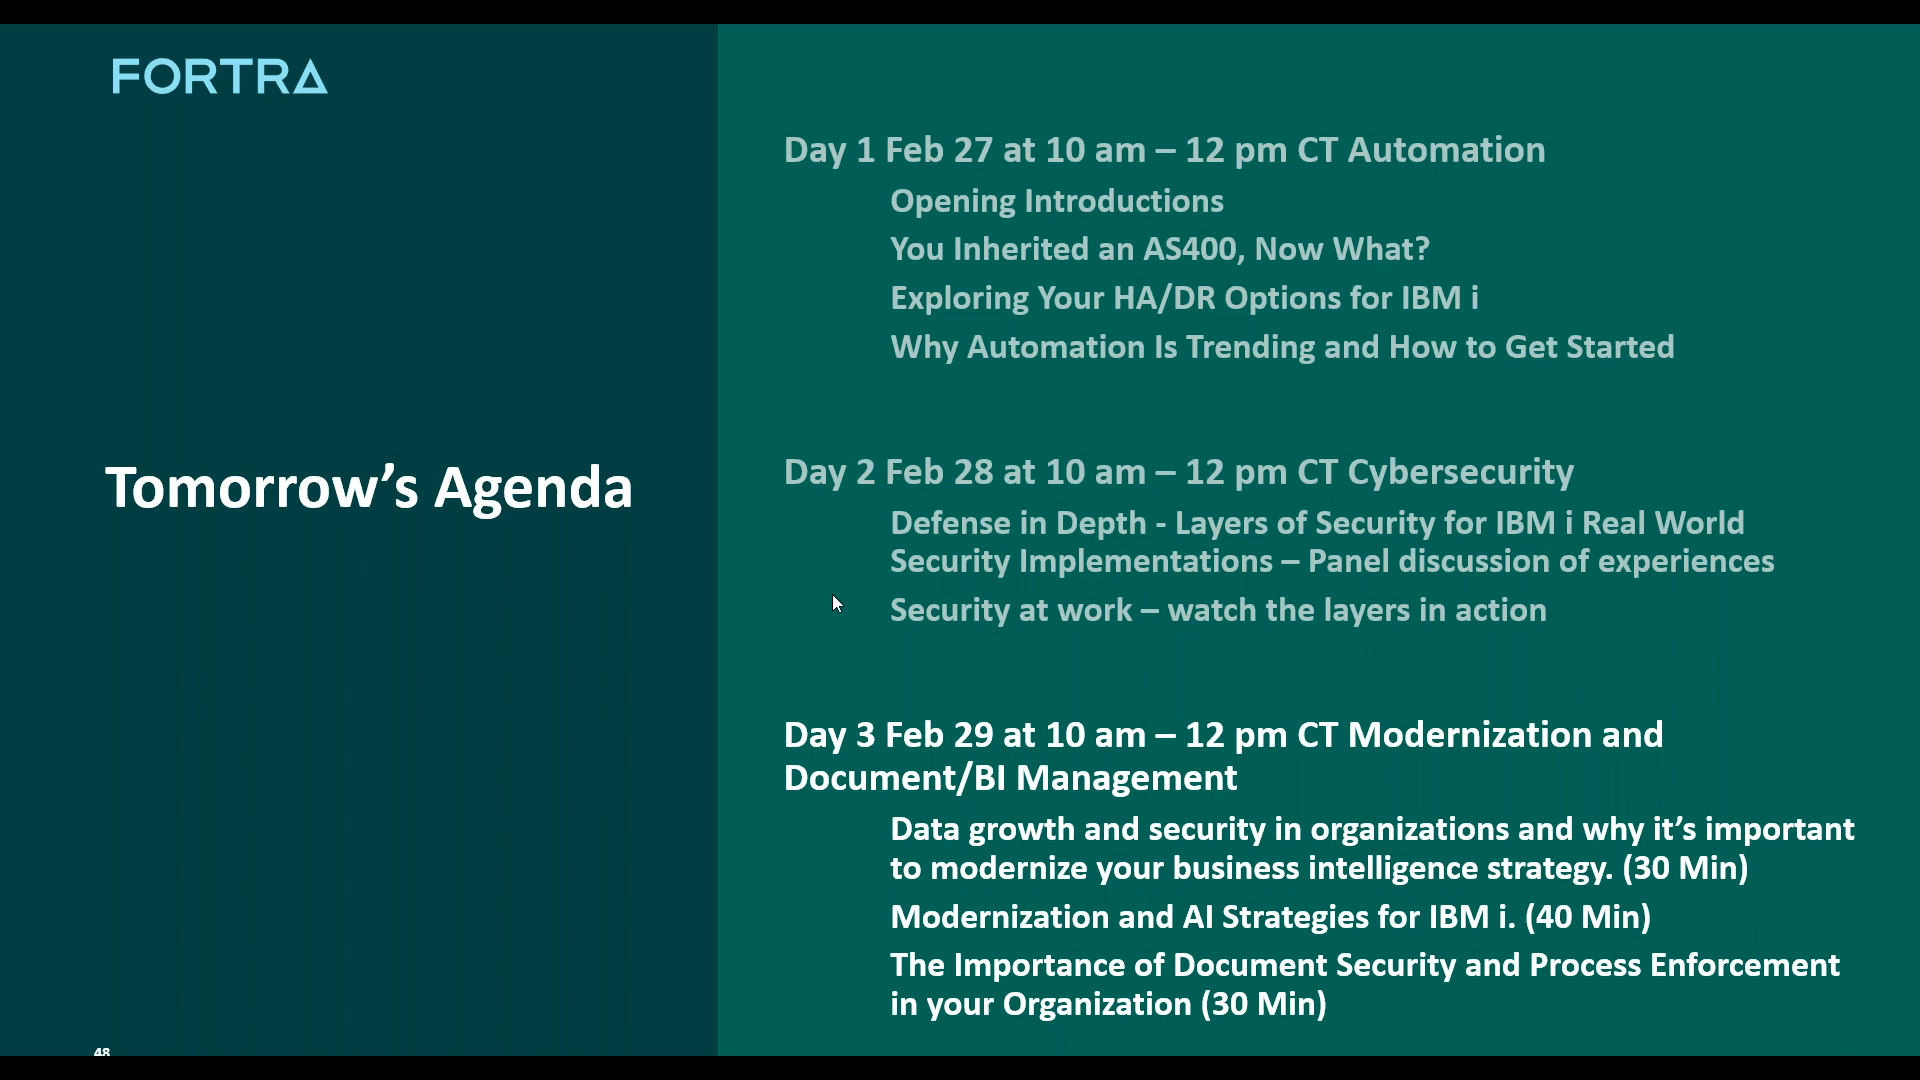 FORTRA
Tomorrow’s Agenda
Day 1 Feb 27 at 10 am – 12 pm CT Automation
Opening Introductions
You Inherited an AS400, Now What?
Exploring Your HA/DR Options for IBM i
Why Automation Is Trending and How to Get Started
Day 2 Feb 28 at 10 am – 12 pm CT Cybersecurity
Defense in Depth - Layers of Security for IBM i Real World
Security Implementations – Panel discussion of experiences
Security at work – watch the layers in action
Day 3 Feb 29 at 10 am – 12 pm CT Modernization and
Document/BI Management
Data growth and security in organizations and why it’s important
to modernize your business intelligence strategy. (30 Min)
Modernization and AI Strategies for IBM i. (40 Min)
The Importance of Document Security and Process Enforcement
in your Organization (30 Min)
48